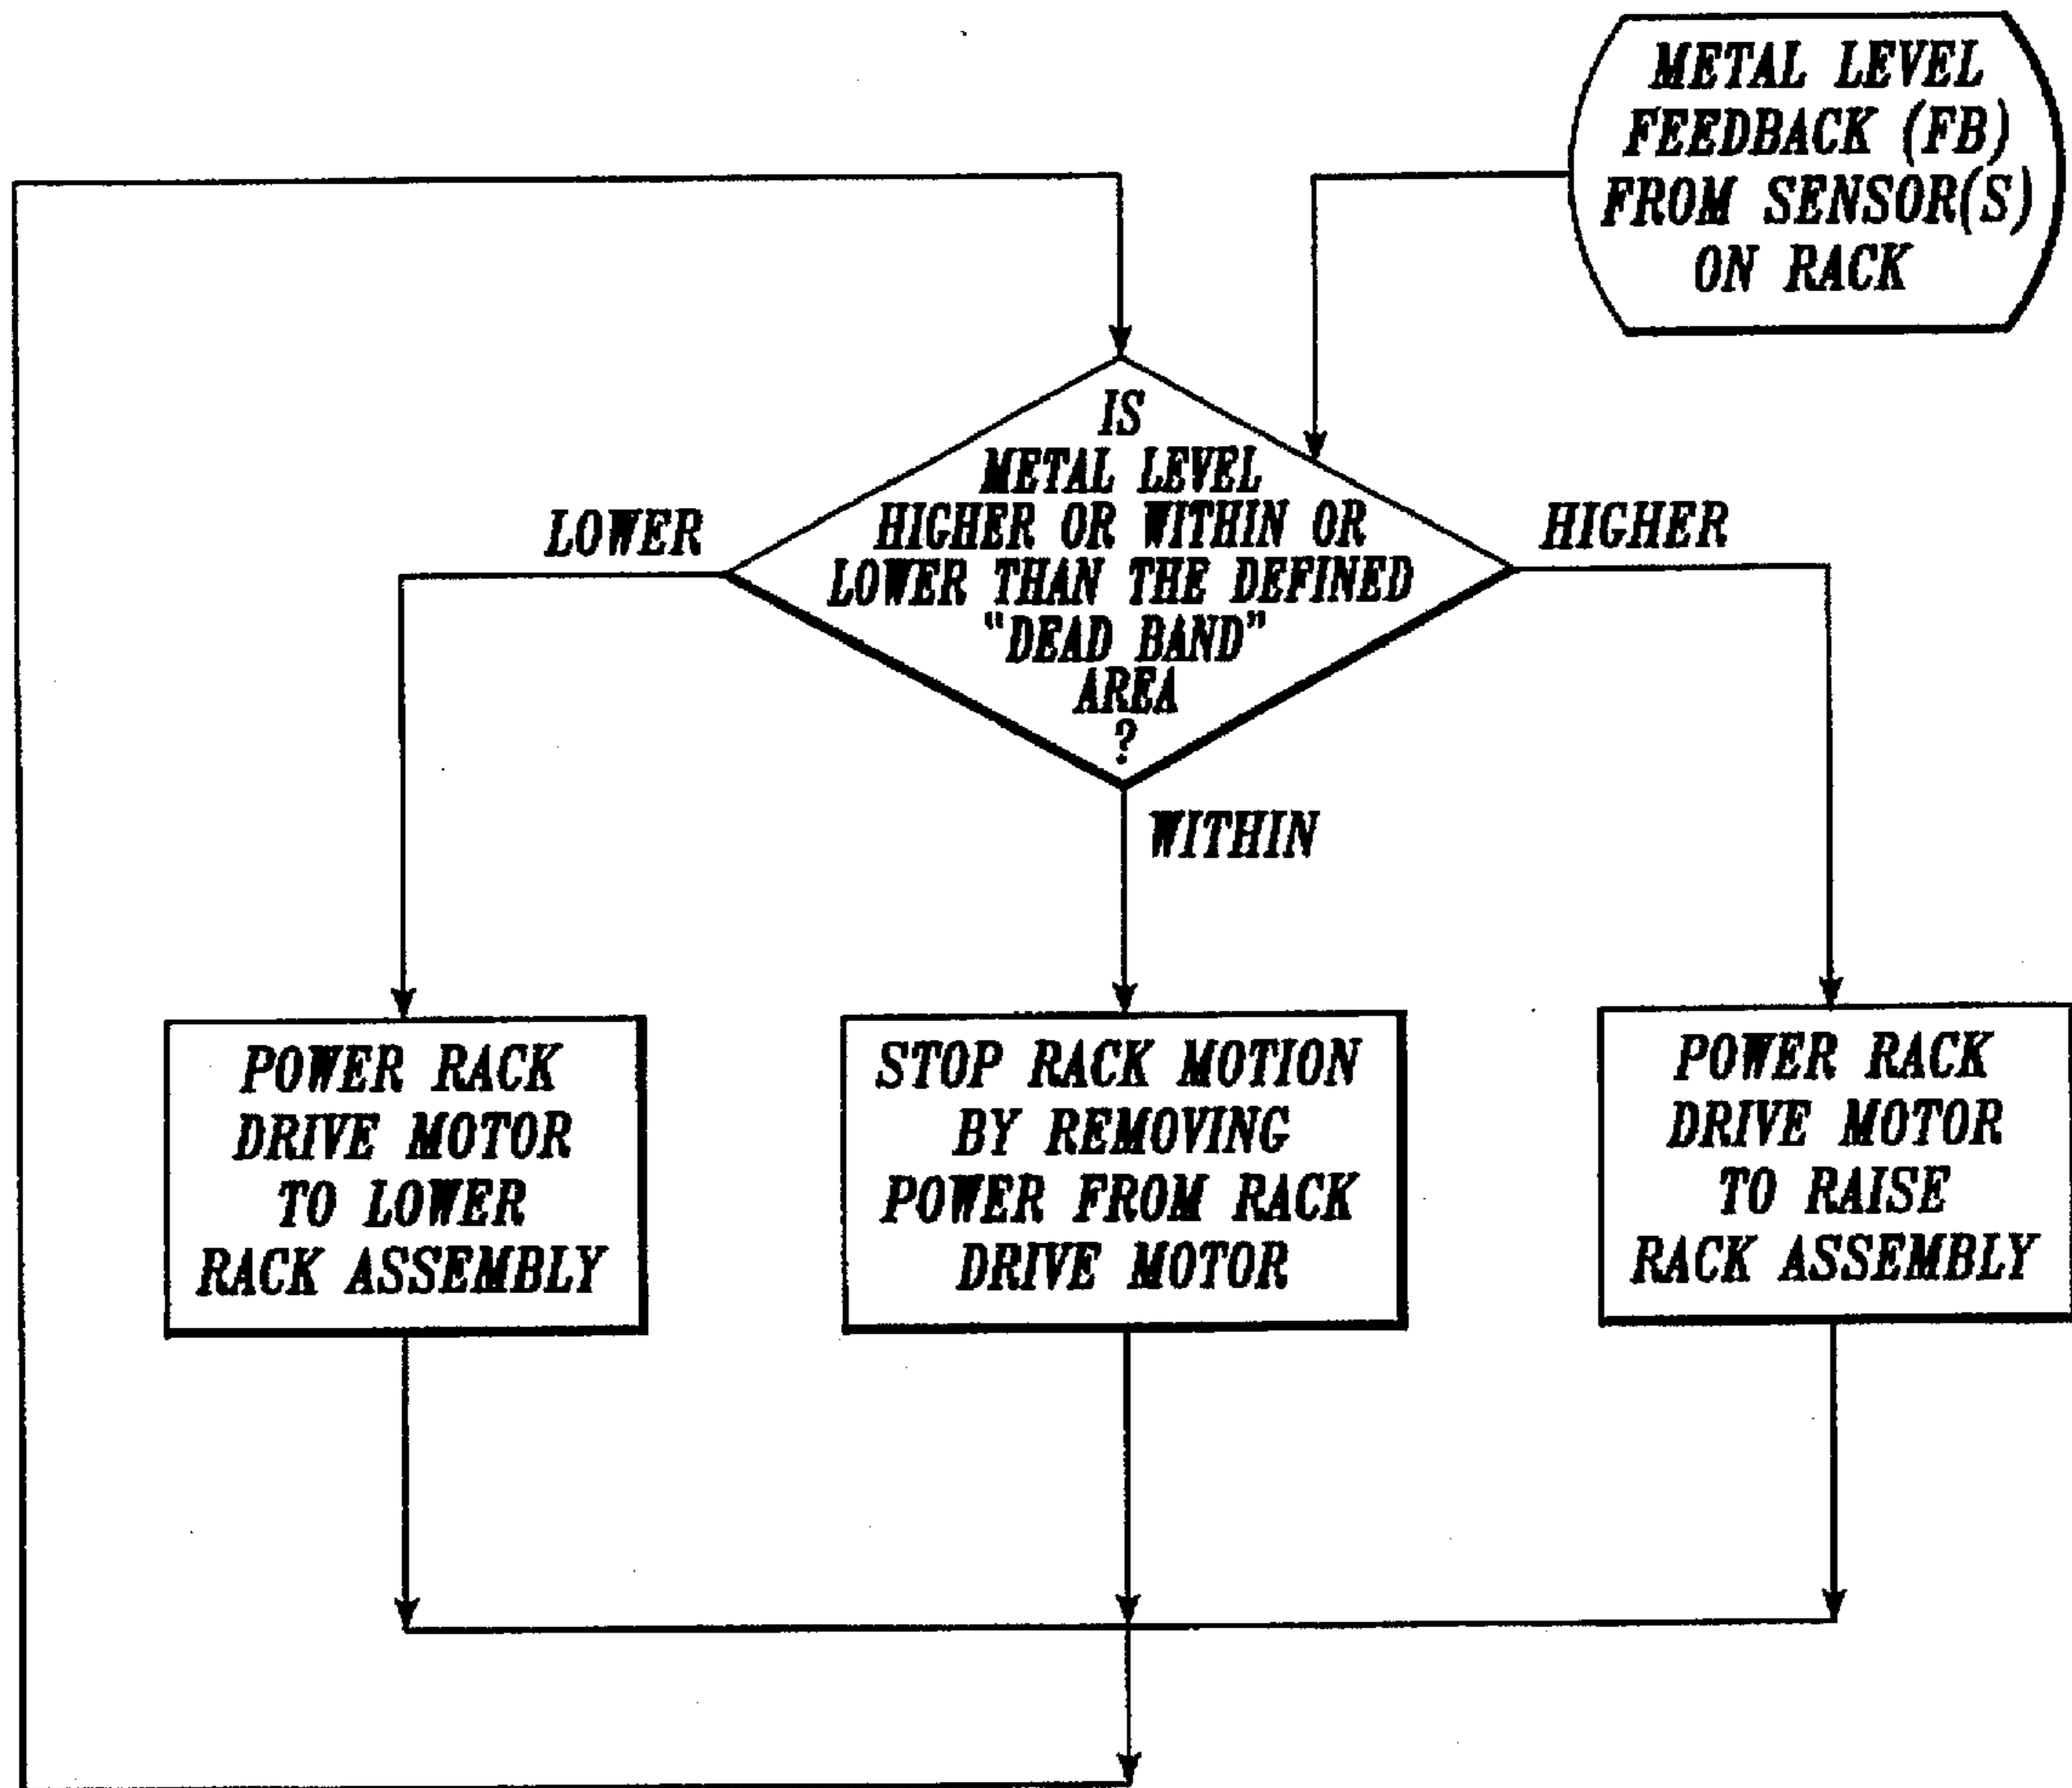 METAL LEVEL
FEEDBACK (FB)
FROM SENSOR(S)
ON RACK
IS
METAL LEVEL
HIGHER OR WITHIN OR
LOWER THAN THE DEFINED
"DEAD BAND"
AREA
?
LOWER
HIGHER
WITHIN
POWER RACK
DRIVE MOTOR
TO LOWER
RACK ASSEMBLY
STOP RACK MOTION
BY REMOVING
POWER FROM RACK
DRIVE MOTOR
POWER RACK
DRIVE MOTOR
TO RAISE
RACK ASSEMBLY